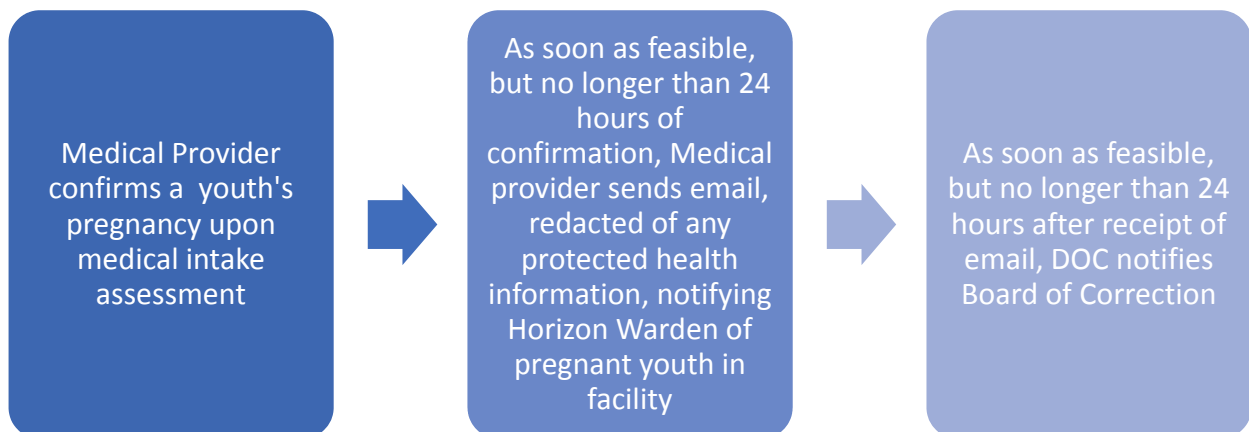 Medical Provider
confirms a  youth's
pregnancy upon
medical intake
assessment
As soon as feasible,
but no longer than 24
hours of
confirmation, Medical
provider sends email,
redacted of any
protected health
information, notifying
Horizon Warden of
pregnant youth in
facility
As soon as feasible,
but no longer than 24
hours after receipt of
email, DOC notifies
Board of Correction